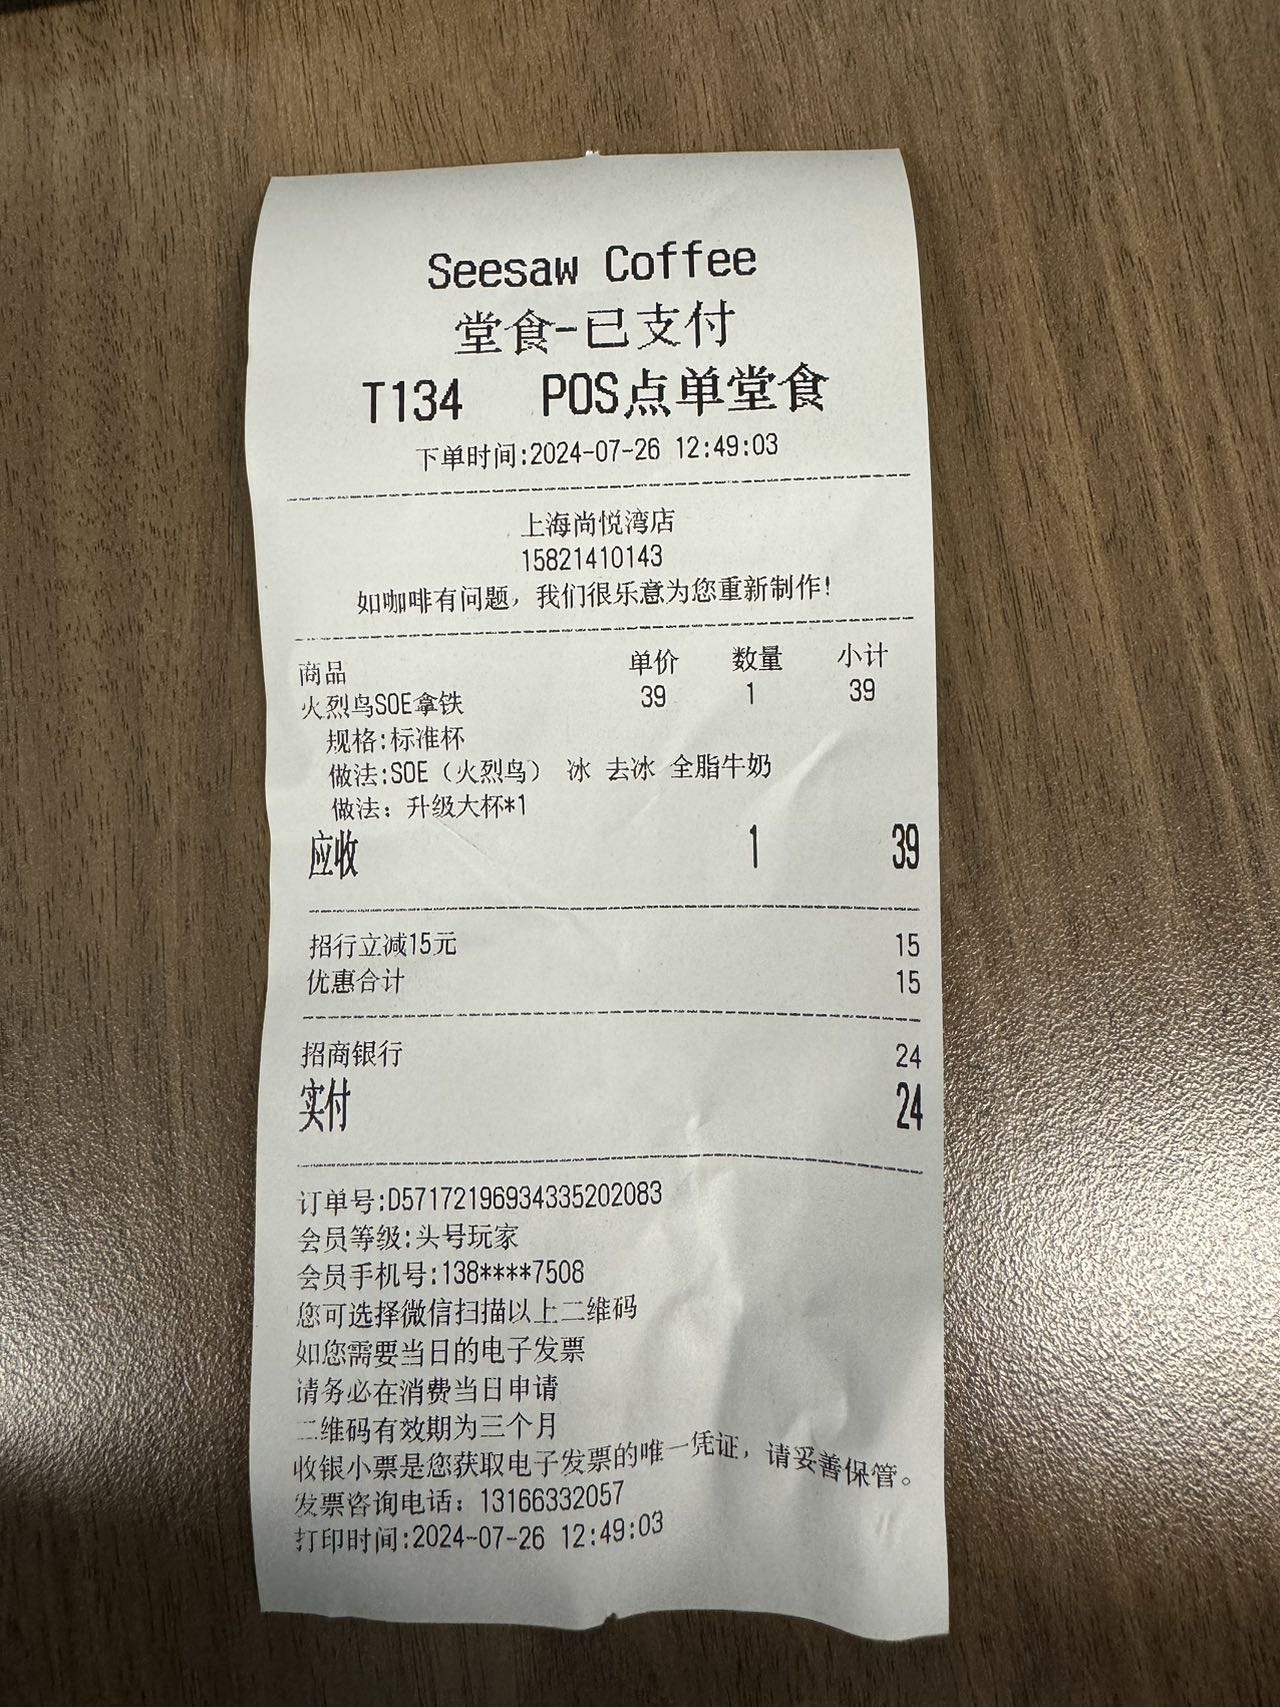 Seesaw Coffee
堂食-已支付
T134 POS点单堂食
下单时间:2024-07-26 12:49:03
上海尚悦湾店
15821410143
如咖啡有问题，我们很乐意为您重新制作!
商品 单价 数量 小计
火烈鸟SOE拿铁 39 1 39
规格:标准杯
做法:SOE（火烈鸟） 冰 去冰 全脂牛奶
做法：升级大杯*1
应收 1 39
招行立减15元 15
优惠合计 15
招商银行 24
实付 24
订单号:D57172196934335202083
会员等级:头号玩家
会员手机号:138****7508
您可选择微信扫描以上二维码
如您需要当日的电子发票
请务必在消费当日申请
二维码有效期为三个月
收银小票是您获取电子发票的唯一凭证，请妥善保管。
发票咨询电话：13166332057
打印时间:2024-07-26 12:49:03